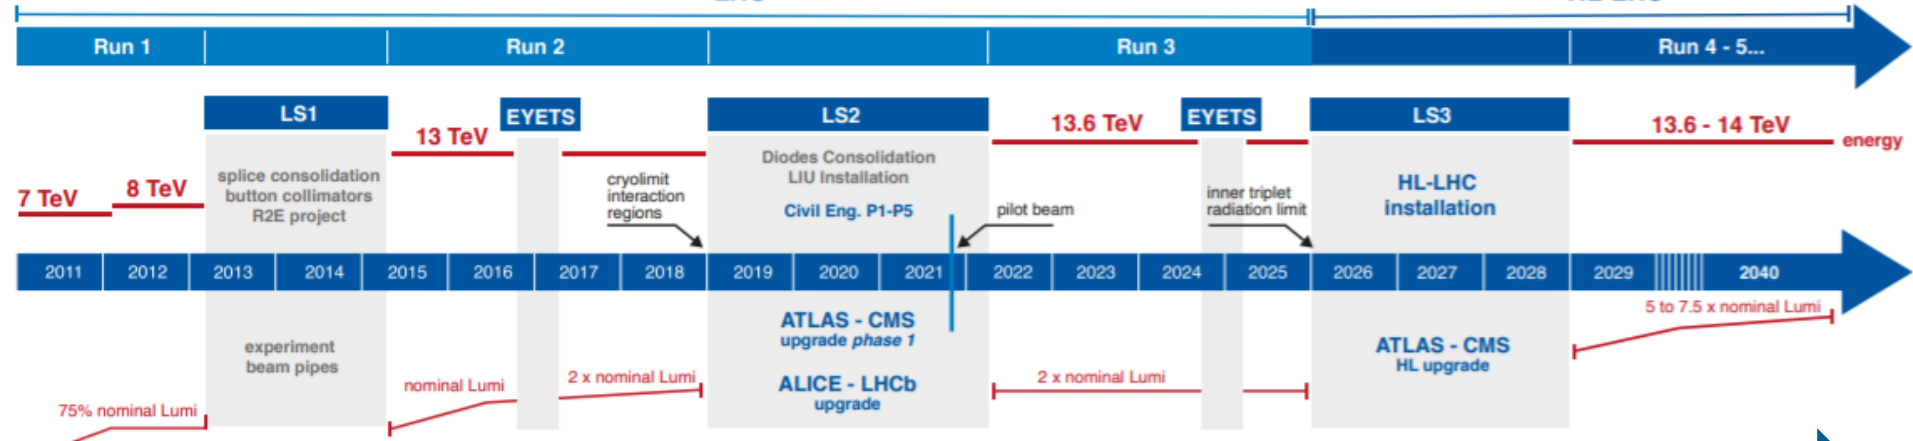 Run 1
Run 2
Run 3
Run 4 - 5...
LS1
EYETS
LS2
EYETS
LS3
13 TeV
13.6 TeV
13.6 - 14 TeV
energy
7 TeV
8 TeV
splice consolidation
button collimators
R2E project
cryolimit
interaction
regions
Diodes Consolidation
LIU Installation
Civil Eng. P1-P5
pilot beam
inner triplet
radiation limit
HL-LHC
installation
2011 2012 2013 2014 2015 2016 2017 2018 2019 2020 2021 2022 2023 2024 2025 2026 2027 2028 2029 2040
5 to 7.5 x nominal Lumi
experiment
beam pipes
ATLAS - CMS
upgrade phase 1
ALICE - LHCb
upgrade
ATLAS - CMS
HL upgrade
75% nominal Lumi
nominal Lumi
2 x nominal Lumi
2 x nominal Lumi